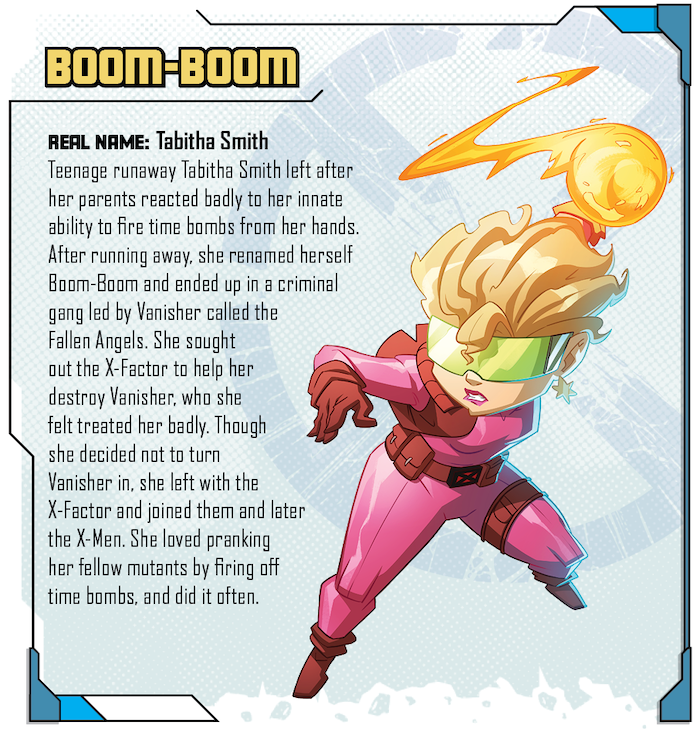 BOOM-BOOM
REAL NAME: Tabitha Smith
Teenage runaway Tabitha Smith left after
her parents reacted badly to her innate
ability to fire time bombs from her hands.
After running away, she renamed herself
Boom-Boom and ended up in a criminal
gang led by Vanisher called the
Fallen Angels. She sought
out the X-Factor to help her
destroy Vanisher, who she
felt treated her badly. Though
she decided not to turn
Vanisher in, she left with the
X-Factor and joined them and later
the X-Men. She loved pranking
her fellow mutants by firing off
time bombs, and did it often.